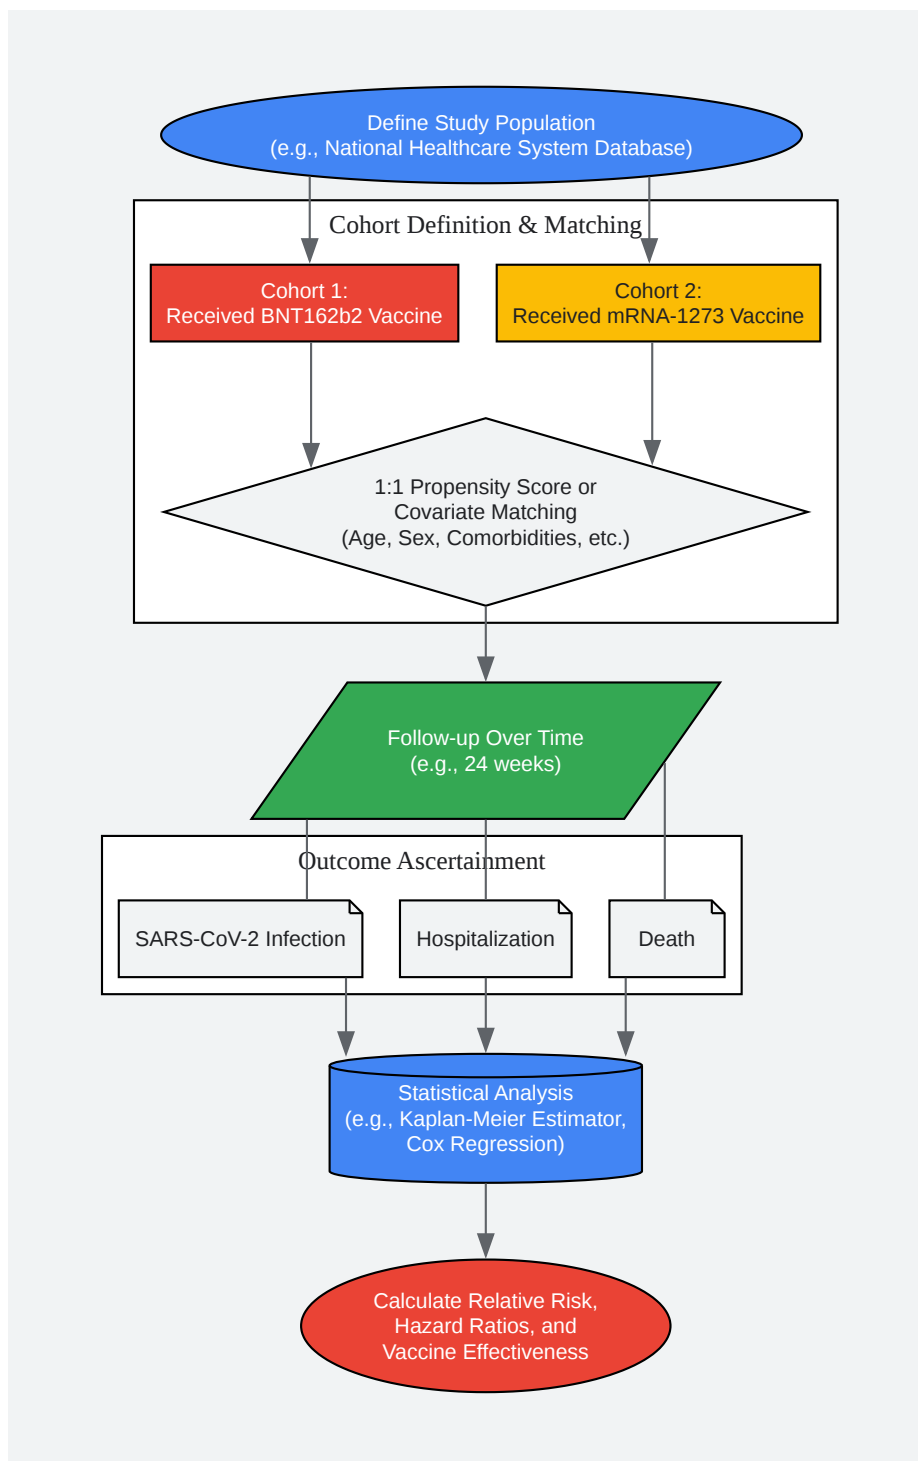 Define Study Population
(e.g., National Healthcare System Database)
Cohort Definition & Matching
Cohort 1:
Received BNT162b2 Vaccine
Cohort 2:
Received mRNA-1273 Vaccine
1:1 Propensity Score or
Covariate Matching
(Age, Sex, Comorbidities, etc.)
Follow-up Over Time
(e.g., 24 weeks)
Outcome Ascertainment
SARS-CoV-2 Infection
Hospitalization
Death
Statistical Analysis
(e.g., Kaplan-Meier Estimator,
Cox Regression)
Calculate Relative Risk,
Hazard Ratios, and
Vaccine Effectiveness